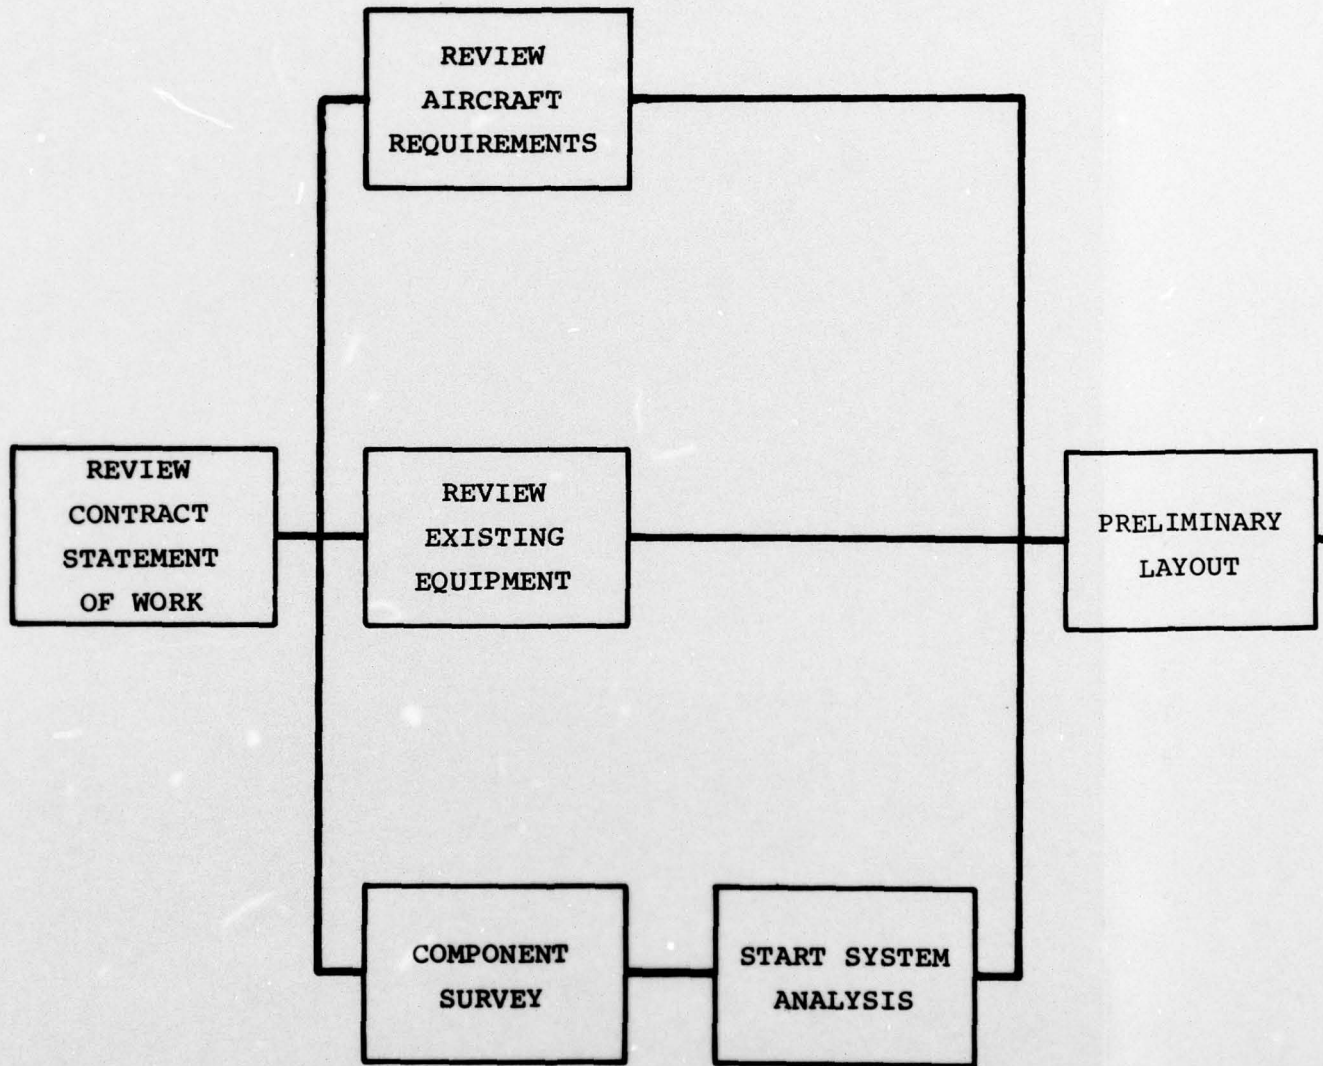 REVIEW
AIRCRAFT
REQUIREMENTS
REVIEW
CONTRACT
STATEMENT
OF WORK
REVIEW
EXISTING
EQUIPMENT
PRELIMINARY
LAYOUT
COMPONENT
SURVEY
START SYSTEM
ANALYSIS